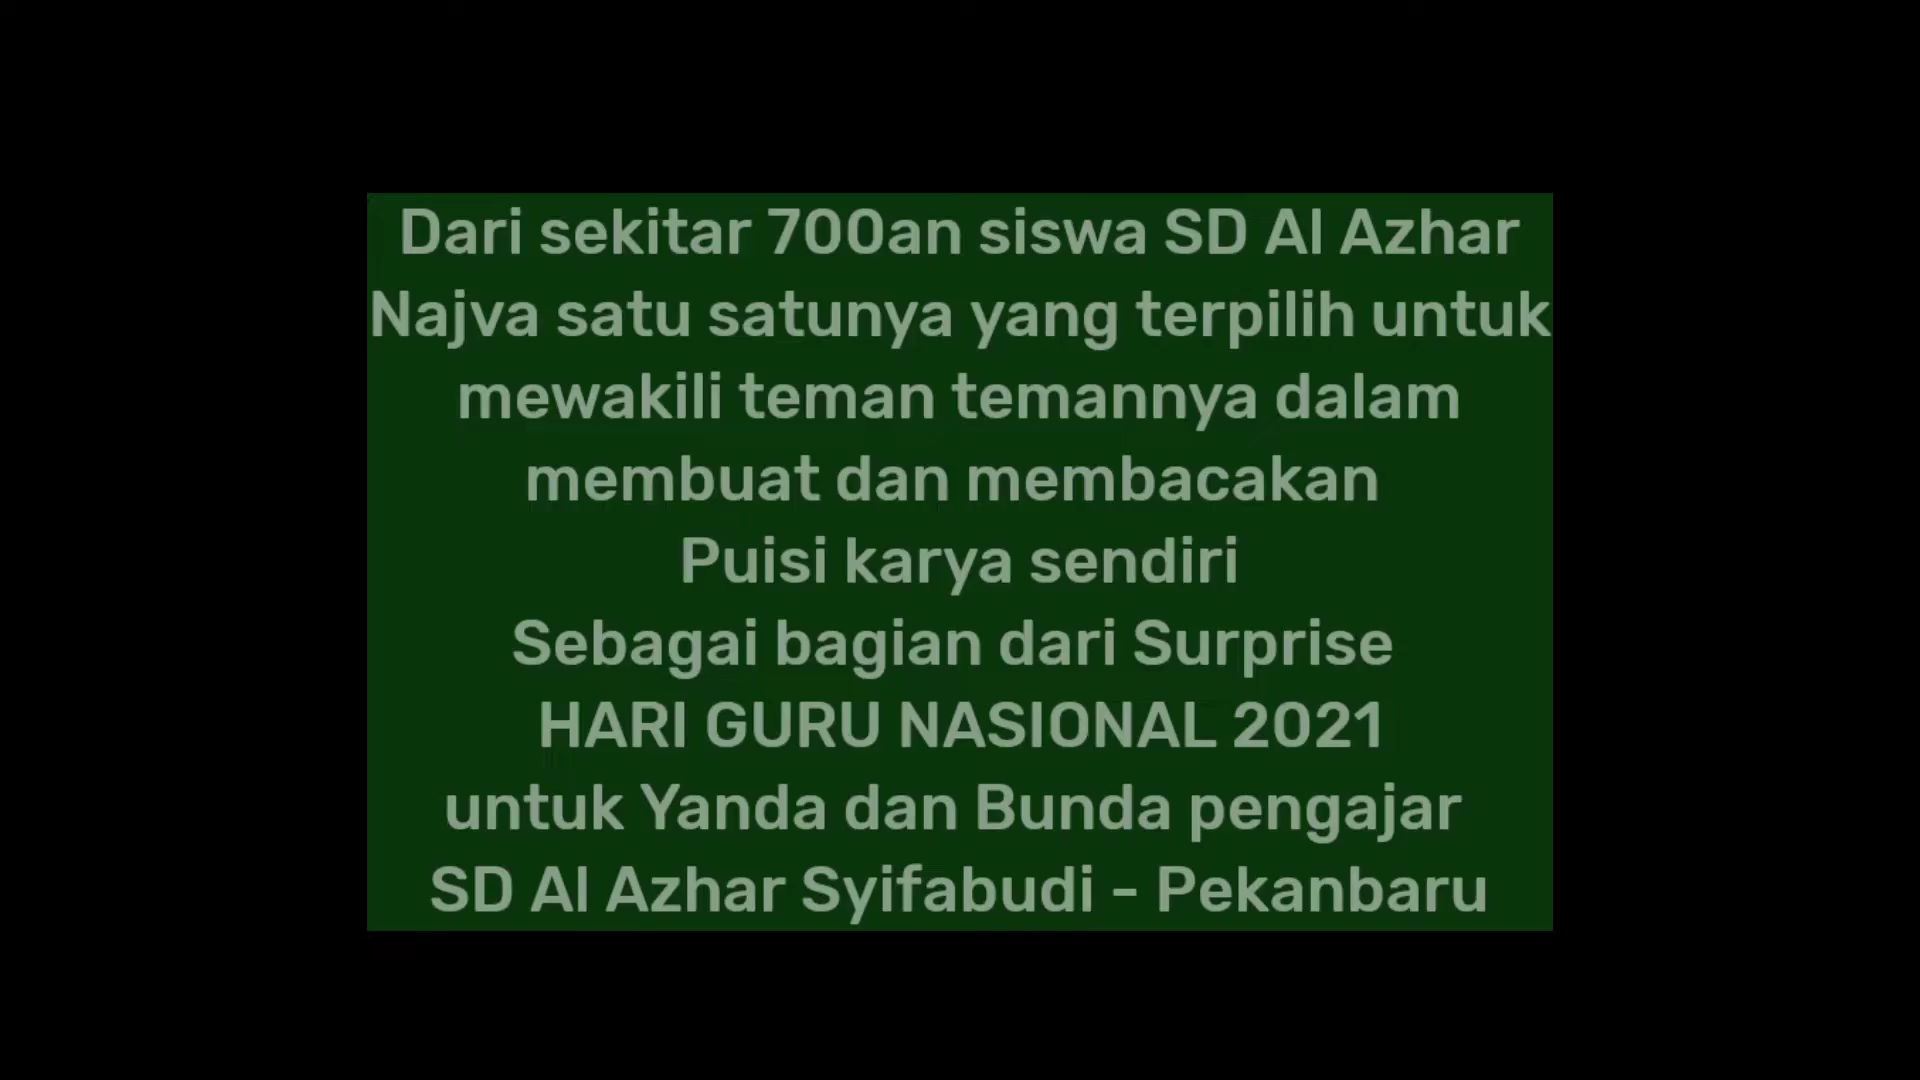 Dari sekitar 700an siswa SD Al Azhar
Najva satu satunya yang terpilih untuk
mewakili teman temannya dalam
membuat dan membacakan
Puisi karya sendiri
Sebagai bagian dari Surprise
HARI GURU NASIONAL 2021
untuk Yanda dan Bunda pengajar
SD Al Azhar Syifabudi - Pekanbaru